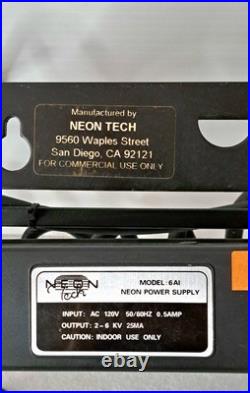 Manufactured by
NEON TECH
9560 Waples Street
San Diego, CA 92121
FOR COMMERCIAL USE ONLY
NEON
Tech
MODEL: 6AI
NEON POWER SUPPLY
INPUT: AC 120V 50/60HZ 0.5AMP
OUTPUT: 2-6 KV 25MA
CAUTION: INDOOR USE ONLY